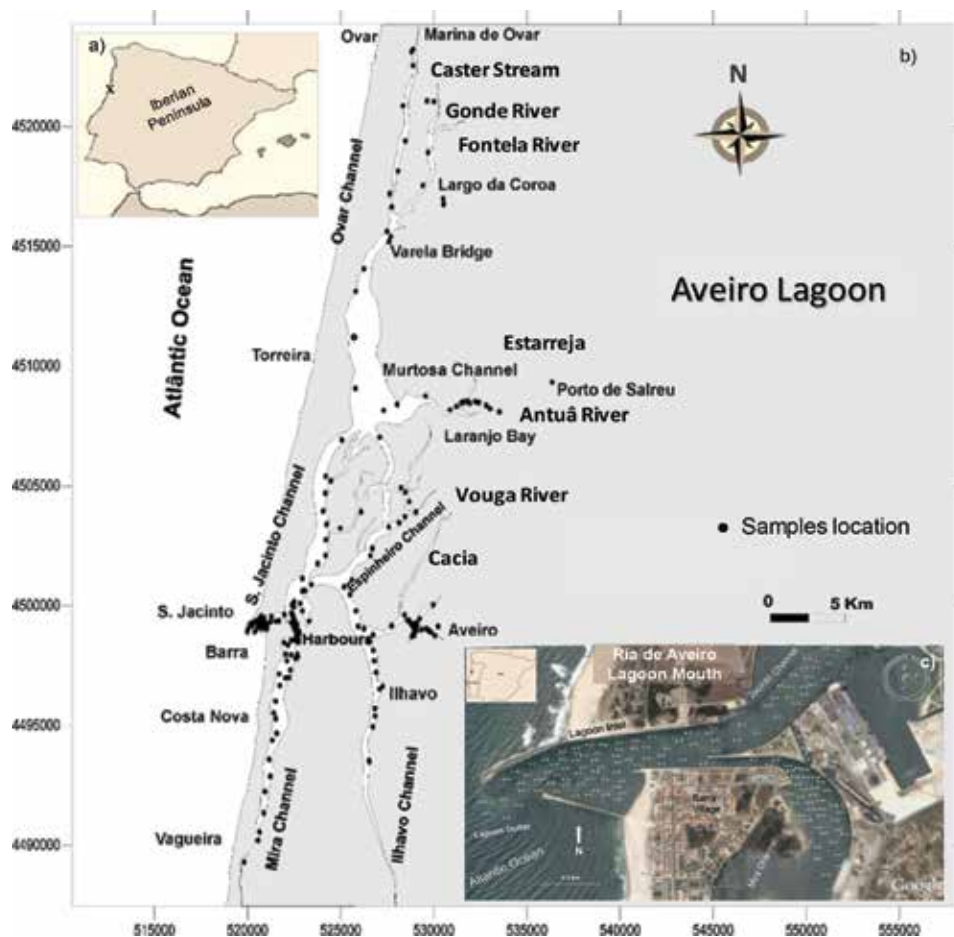 a)
Iberian
Peninsula
X
b)
N
Ovar
Marina de Ovar
Caster Stream
Gonde River
Fontela River
Largo da Coroa
Ovar Channel
Varela Bridge
Aveiro Lagoon
Atlântic Ocean
Torreira
Estarreja
Murtosa Channel
Porto de Salreu
Antuâ River
Laranjo Bay
S. Jacinto Channel
Vouga River
Espinheiro Channel
Samples location
Cacia
0 5 Km
S. Jacinto
Harbours
Aveiro
Barra
Ilhavo
Costa Nova
Mira Channel
Ilhavo Channel
Vagueira
4520000
4515000
4510000
4505000
4500000
4495000
4490000
515000 520000 525000 530000 535000 540000 545000 550000 555000
c)
Ria de Aveiro
Lagoon Mouth
Lagoon Inlet
Barra
Village
N
Atlantic Ocean
Google